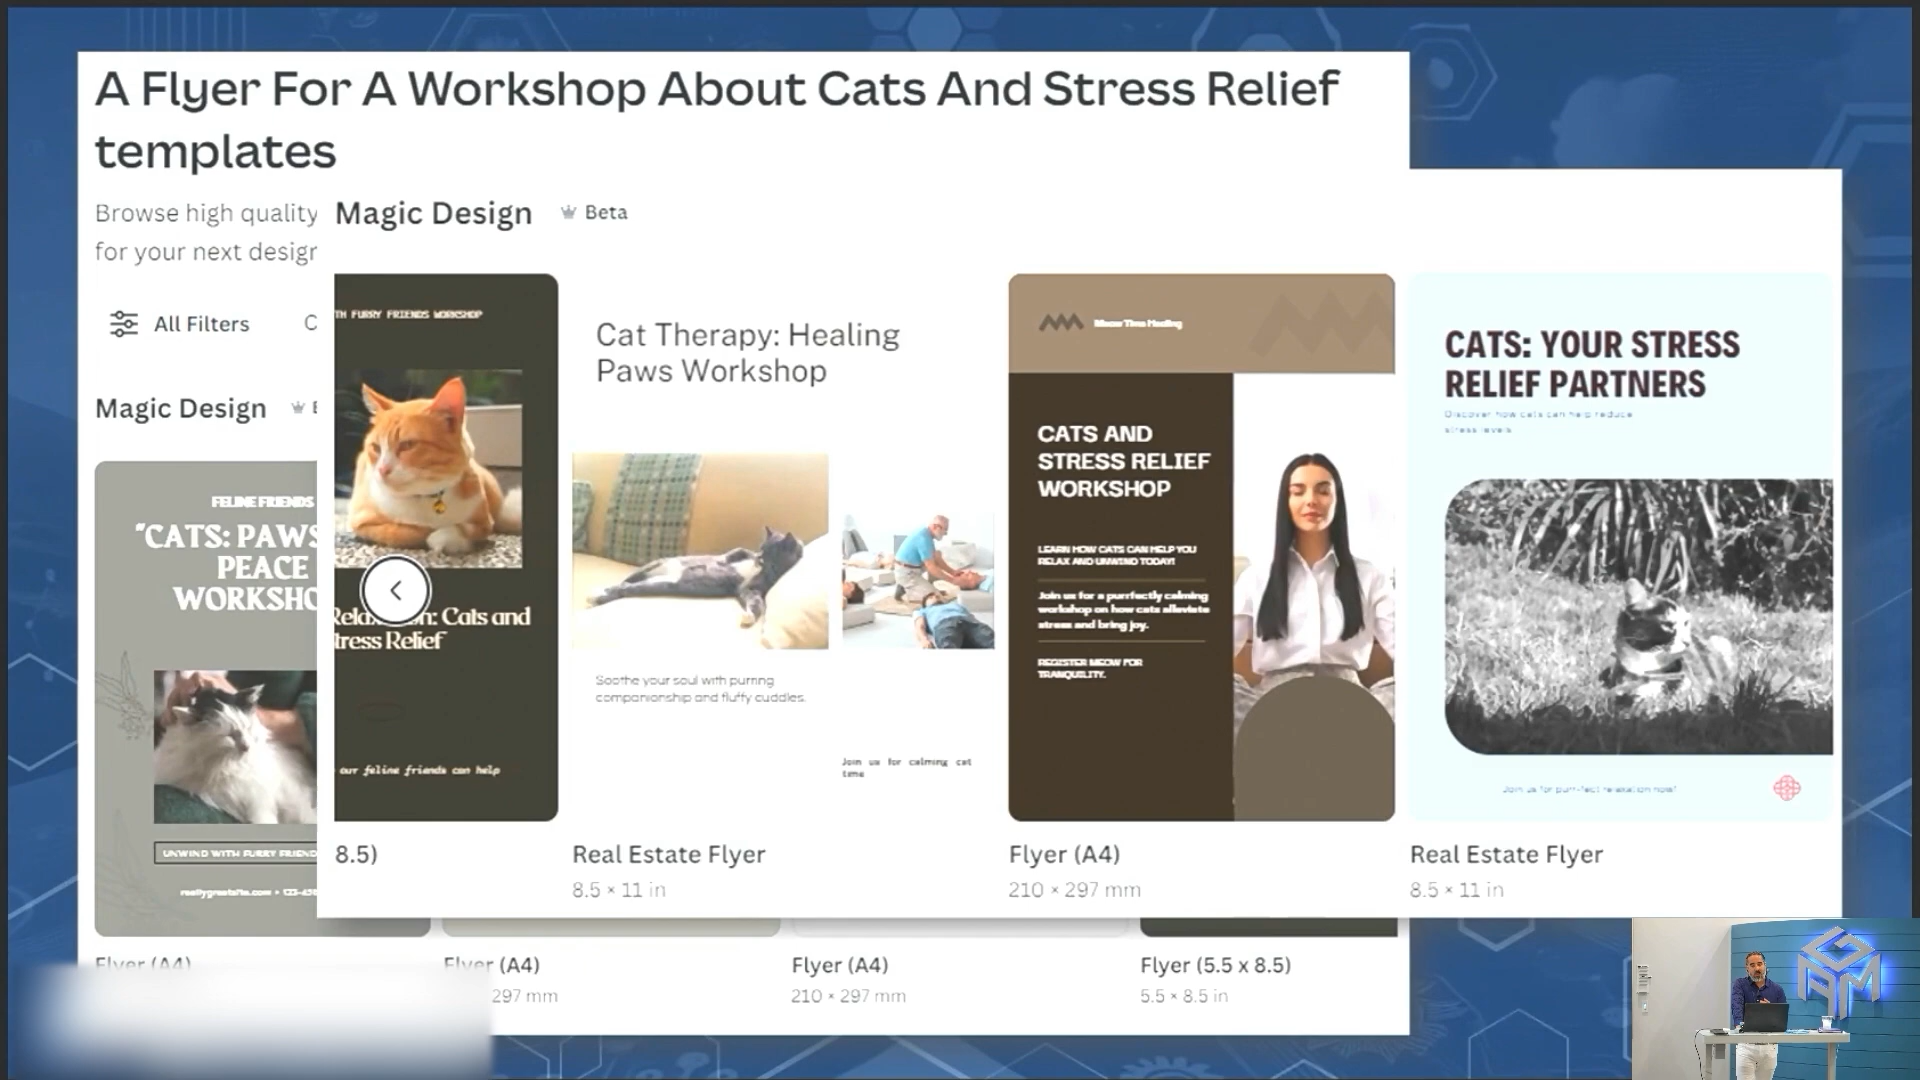 A Flyer For A Workshop About Cats And Stress Relief
templates
Browse high quality
for your next design
All Filters
Magic Design
FELINE FRIENDS
"CATS: PAWS
PEACE
WORKSHO
UNWIND WITH FURRY FRIEND
reallygreatsite.com
Flyer (A4)
Flyer (A4)
297 mm
Flyer (A4)
210 × 297 mm
Flyer (5.5 x 8.5)
5.5 × 8.5 in
Magic Design Beta
TH FURRY FRIENDS WORKSHOP
n: Cats and
tress Relief
our feline friends can help
8.5)
Cat Therapy: Healing
Paws Workshop
Soothe your soul with purring
companionship and fluffy cuddles.
Join us for calming cat
time
Real Estate Flyer
8.5 × 11 in
Meow Time Healing
CATS AND
STRESS RELIEF
WORKSHOP
LEARN HOW CATS CAN HELP YOU
RELAX AND UNWIND TODAY!
Join us for a purrfectly calming
workshop on how cats alleviate
stress and bring joy.
REGISTER MEOW FOR
TRANQUILITY.
Flyer (A4)
210 × 297 mm
CATS: YOUR STRESS
RELIEF PARTNERS
Discover how cats can help reduce
stress levels
Join us for purr-fect relaxation now!
Real Estate Flyer
8.5 × 11 in